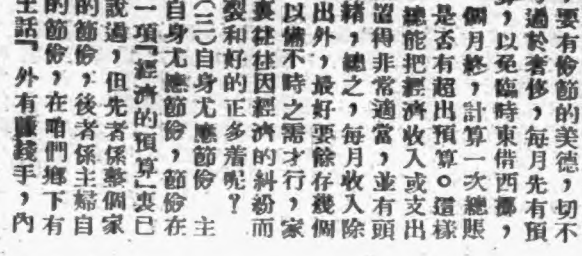 要有儉節的美德，切不
過於奢侈，每月先有預
，以免臨時東借西挪，
個月終，計算一次總賬
是否有超出預算。這樣
總能把經濟收入或支出
當得非常適當，並有頭
緒，總之，每月收入除
出外，最好要餘存幾個
以備不時之需才行，家
裏往往因經濟的糾紛而
裂和好的正多着呢？
（三）自身尤應節儉　主
自身尤應節儉，節儉在
一項『經濟的預算』裏已
說過，但先者係整個家
的節儉，後者係主婦自
的節儉，在咱們鄉下有
主話『外有賺錢手，內